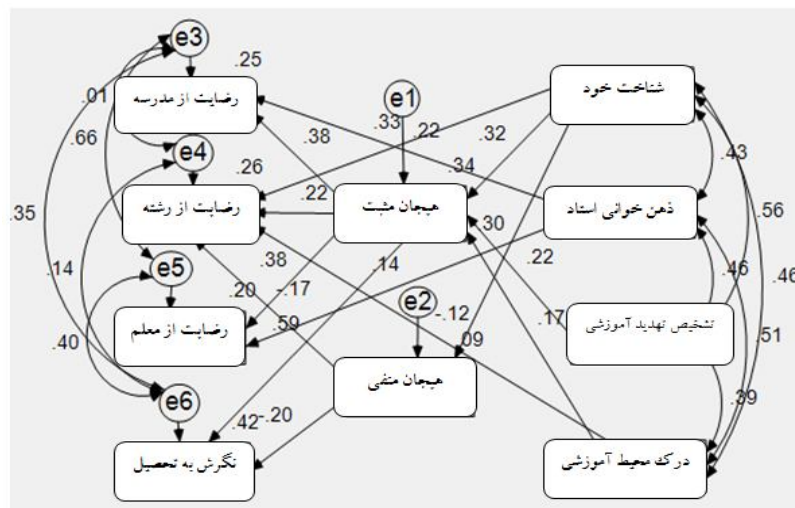 e3
.25
رضایت از مدرسه
e1
شناخت خود
.01
.33
.22
.32
.43
.66
.38
e4
.26
.34
رضایت از رشته
.22
هیجان مثبت
ذهن خوانی استاد
.56
.35
.30
.46
.46
e5
.38
.14
.22
.14
.20
-.17
e2
-.12
.17
تشخیص تهدید آموزشی
رضایت از معلم
.59
.09
.51
.40
هیجان منفی
.39
e6
.42
-.20
نگرش به تحصیل
درک محیط آموزشی